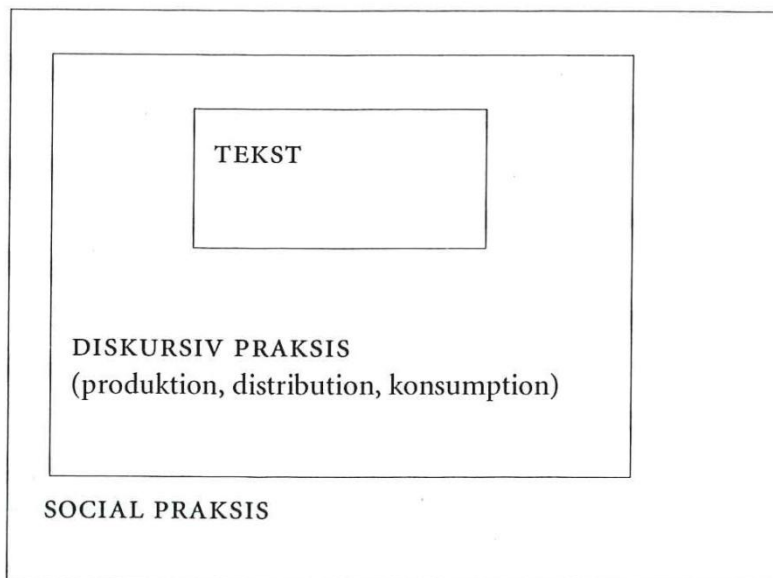 TEKST
DISKURSIV PRAKSIS
(produktion, distribution, konsumption)
SOCIAL PRAKSIS